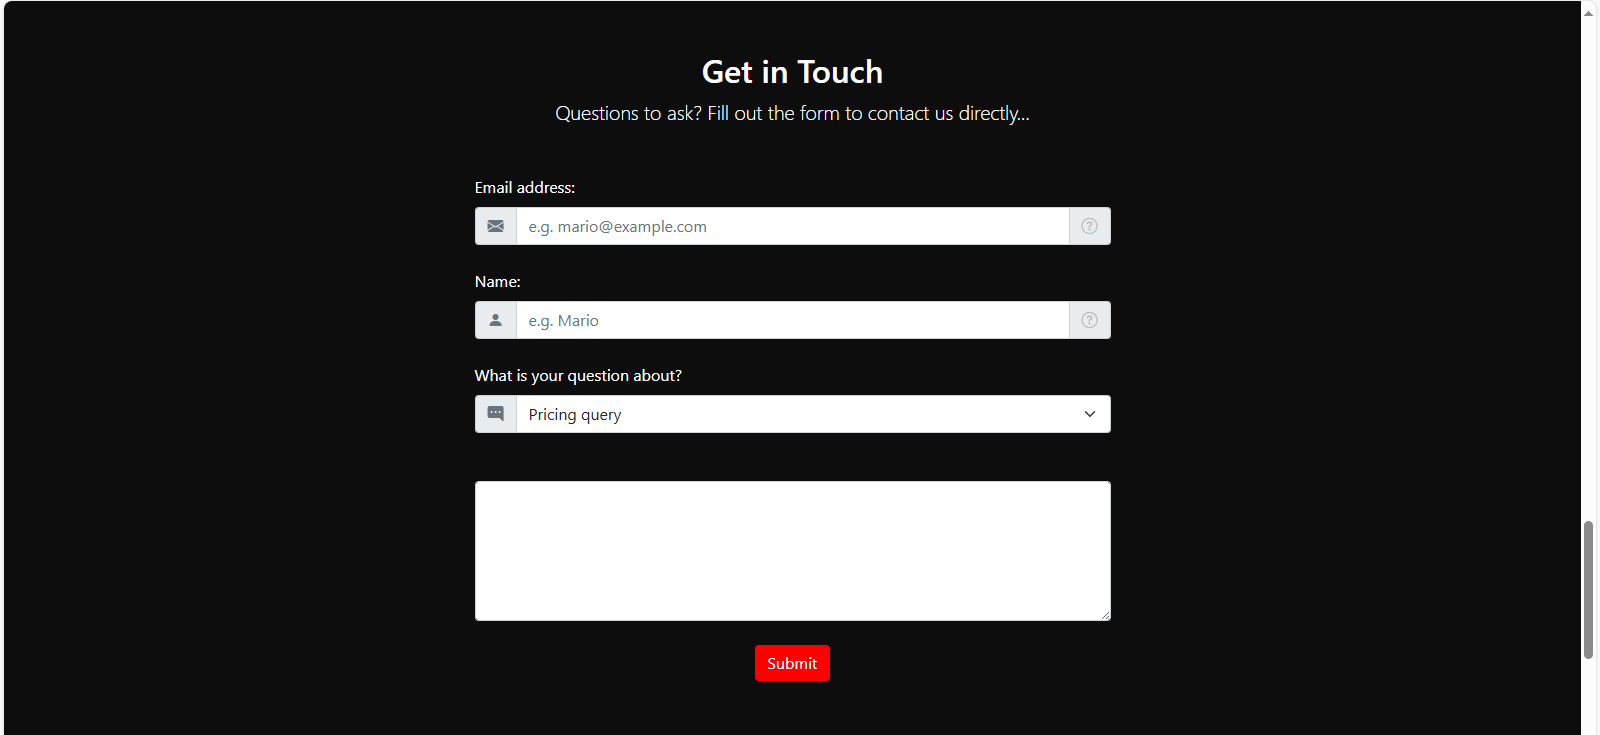 Get in Touch
Questions to ask? Fill out the form to contact us directly...
Email address:
e.g. mario@example.com
Name:
e.g. Mario
What is your question about?
Pricing query
Submit